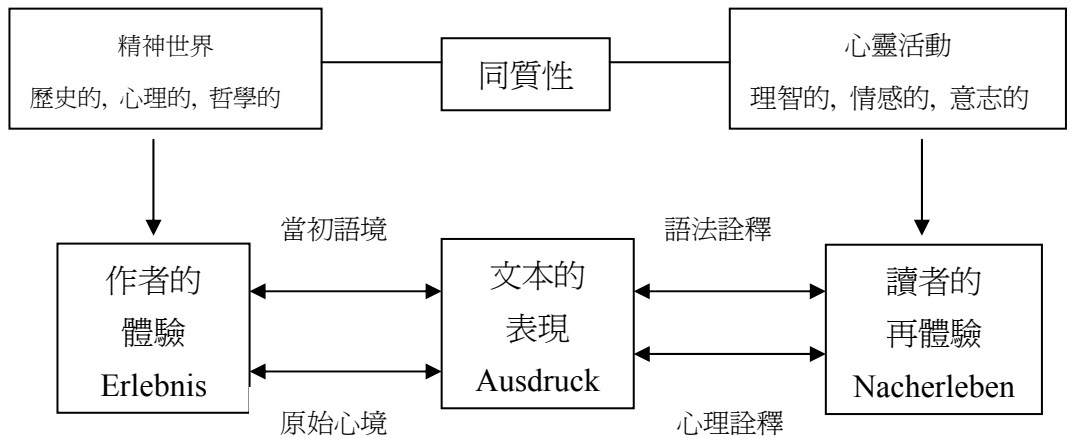 精神世界
歷史的, 心理的, 哲學的
同質性
心靈活動
理智的, 情感的, 意志的
當初語境
語法詮釋
作者的
體驗
Erlebnis
文本的
表現
Ausdruck
讀者的
再體驗
Nacherleben
原始心境
心理詮釋